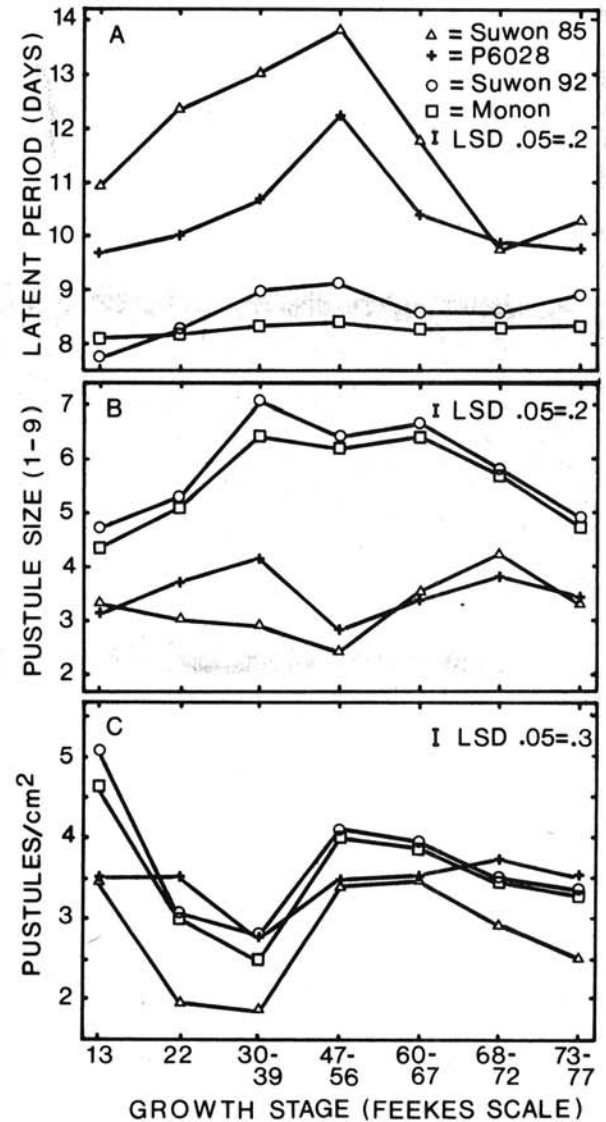 A
△ = Suwon 85
+ = P6028
○ = Suwon 92
□ = Monon
I LSD .05=.2
LATENT PERIOD (DAYS)
14
13
12
11
10
9
8
B
I LSD .05=.2
PUSTULE SIZE (1-9)
7
6
5
4
3
2
C
I LSD .05=.3
PUSTULES/cm²
5
4
3
2
13
22
30-
39
47-
56
60-
67
68-
72
73-
77
GROWTH STAGE (FEEKES SCALE)